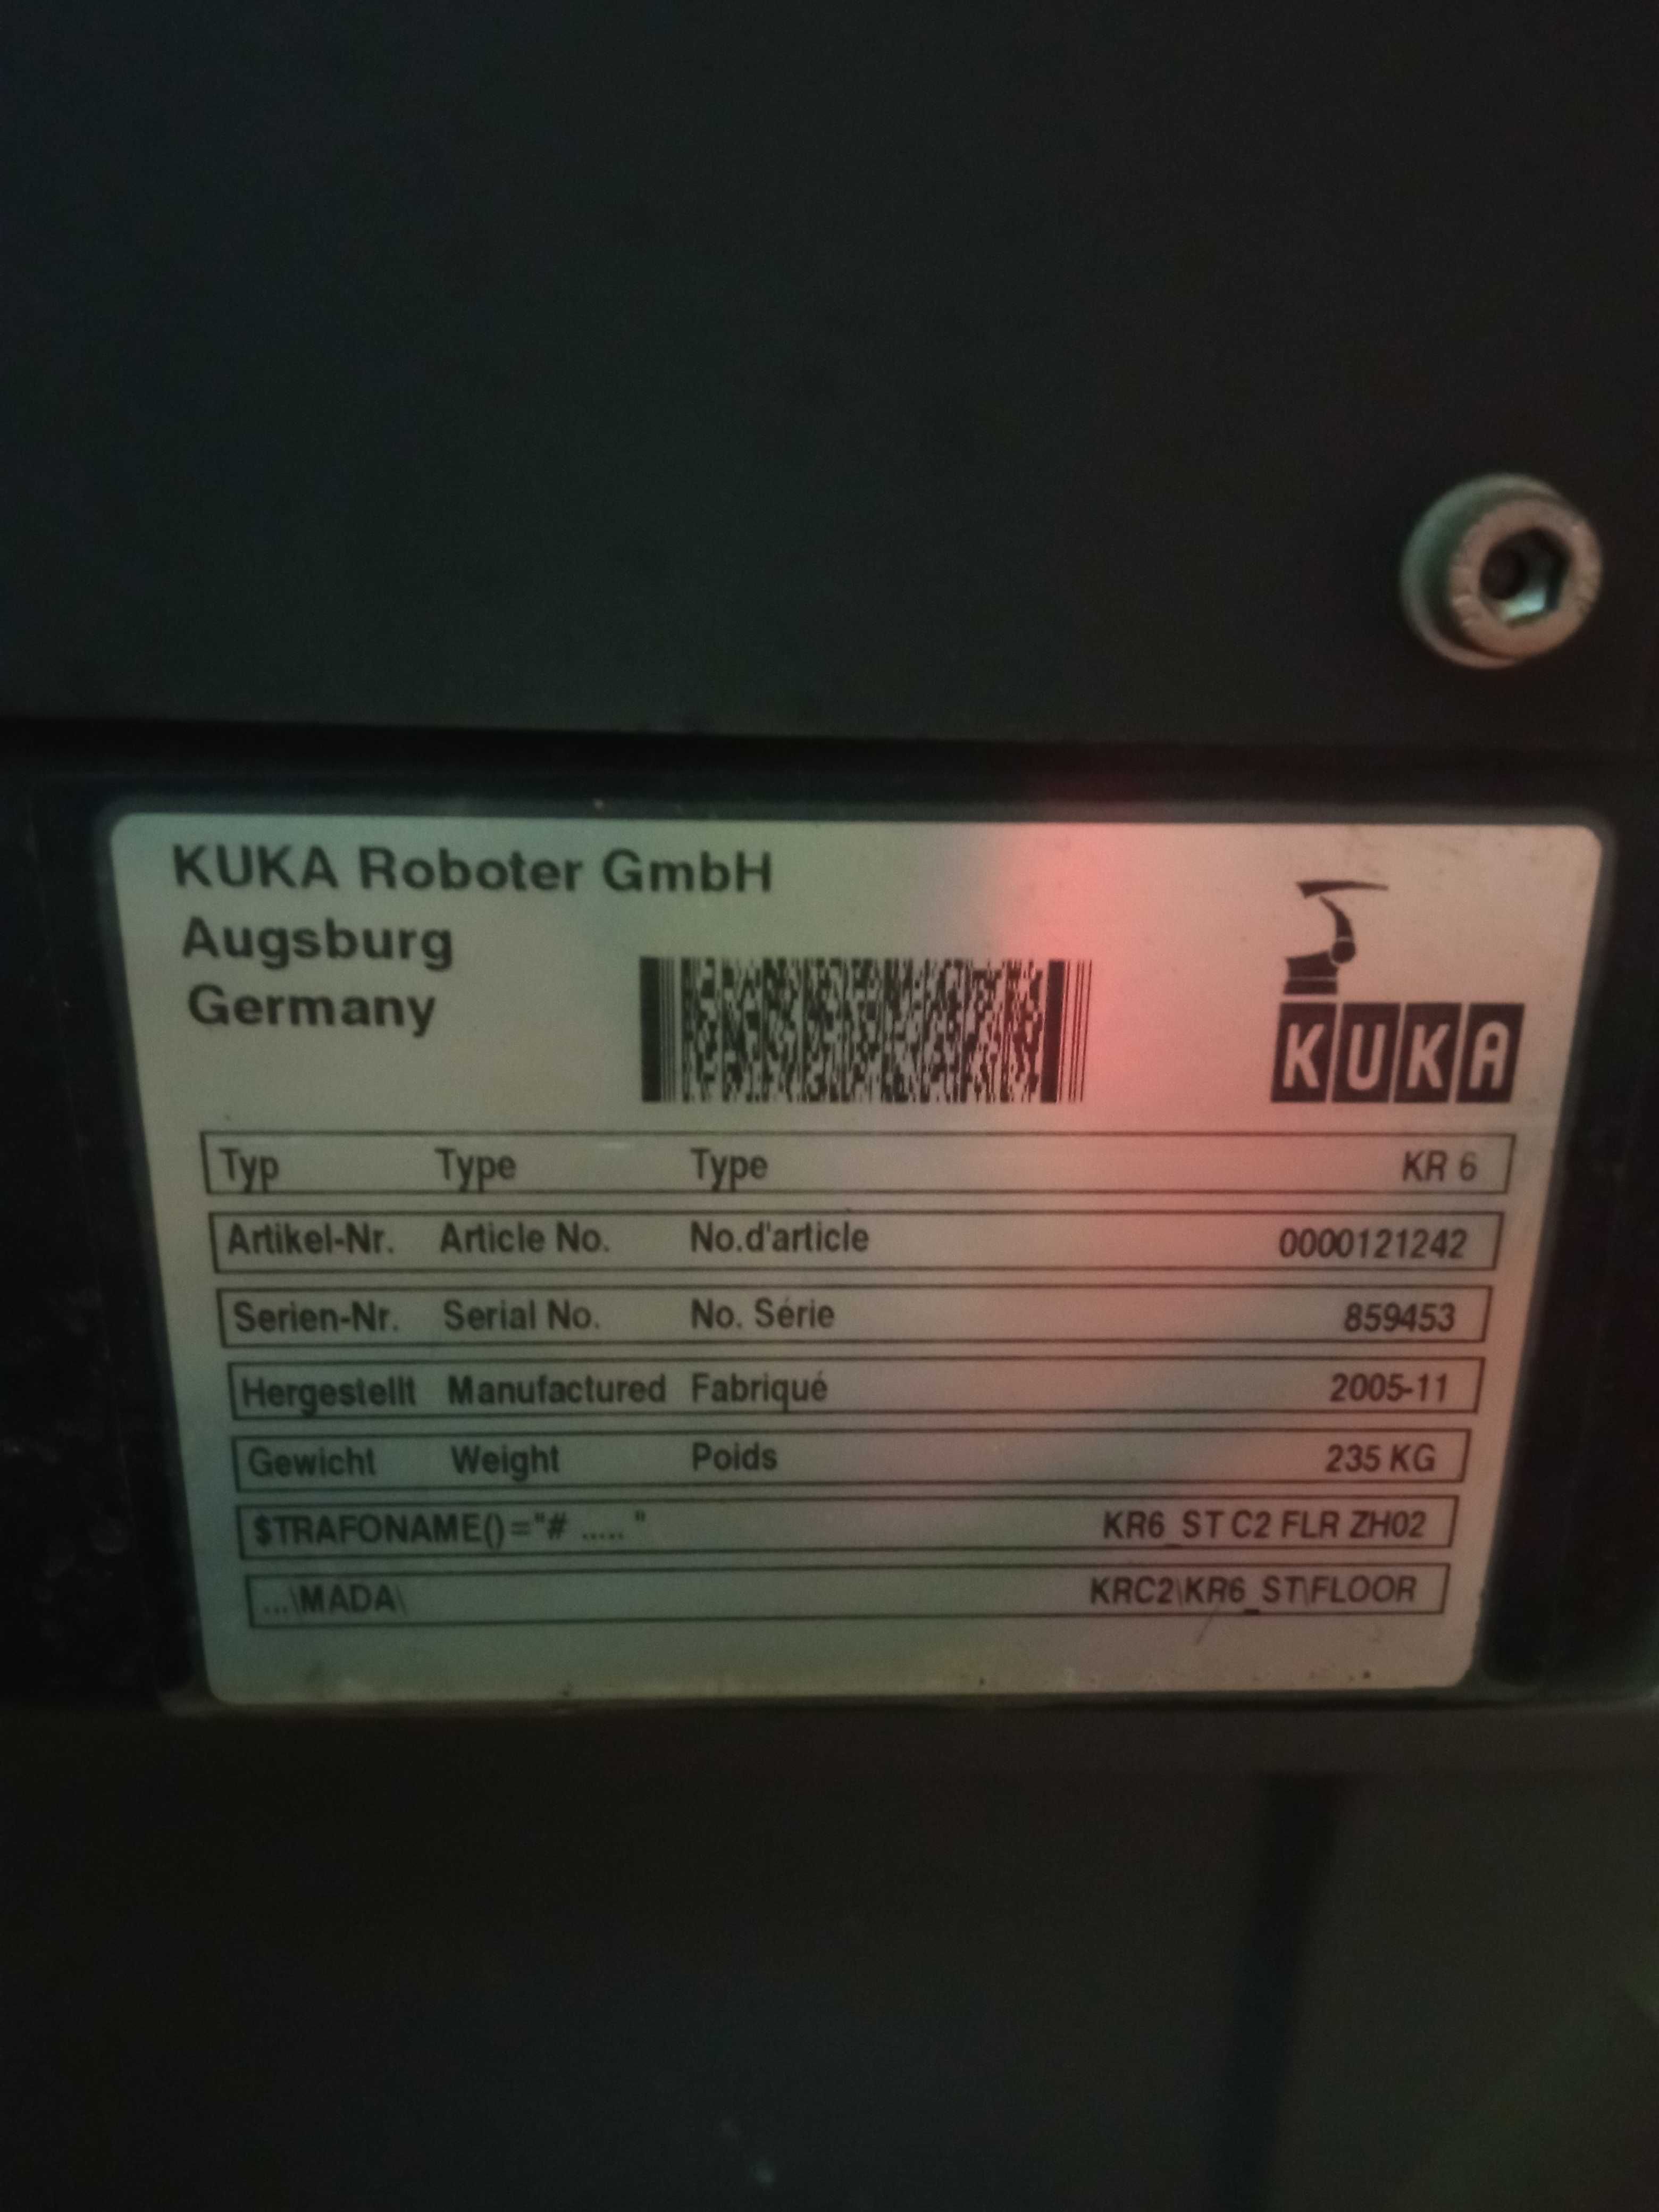 KUKA Roboter GmbH
Augsburg
Germany
KUKA
Typ Type Type KR 6
Artikel-Nr. Article No. No.d'article 0000121242
Serien-Nr. Serial No. No. Série 859453
Hergestellt Manufactured Fabriqué 2005-11
Gewicht Weight Poids 235 KG
$TRAFONAME()="# ..... " KR6_ST C2 FLR ZH02
...\MADA\ KRC2\KR6_ST\FLOOR